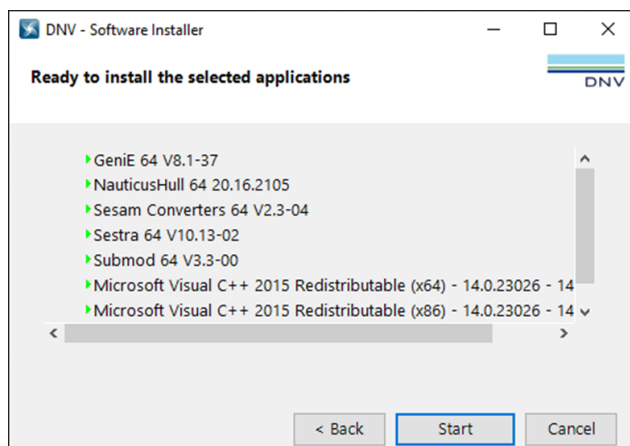 DNV - Software Installer
Ready to install the selected applications
DNV
GeniE 64 V8.1-37
NauticusHull 64 20.16.2105
Sesam Converters 64 V2.3-04
Sestra 64 V10.13-02
Submod 64 V3.3-00
Microsoft Visual C++ 2015 Redistributable (x64) - 14.0.23026 - 14
Microsoft Visual C++ 2015 Redistributable (x86) - 14.0.23026 - 14
< Back Start Cancel